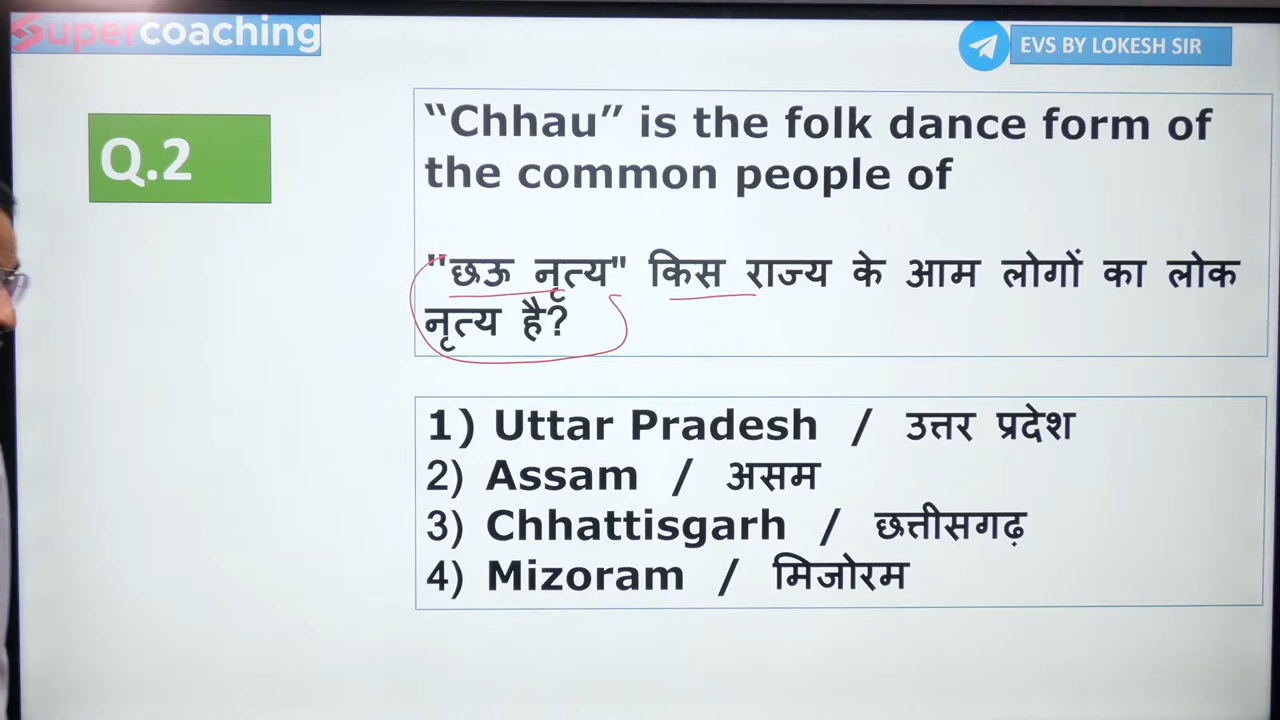 Supercoaching
EVS BY LOKESH SIR
Q.2
“Chhau” is the folk dance form of
the common people of
"छऊ नृत्य" किस राज्य के आम लोगों का लोक
नृत्य है?
1) Uttar Pradesh / उत्तर प्रदेश
2) Assam / असम
3) Chhattisgarh / छत्तीसगढ़
4) Mizoram / मिजोरम